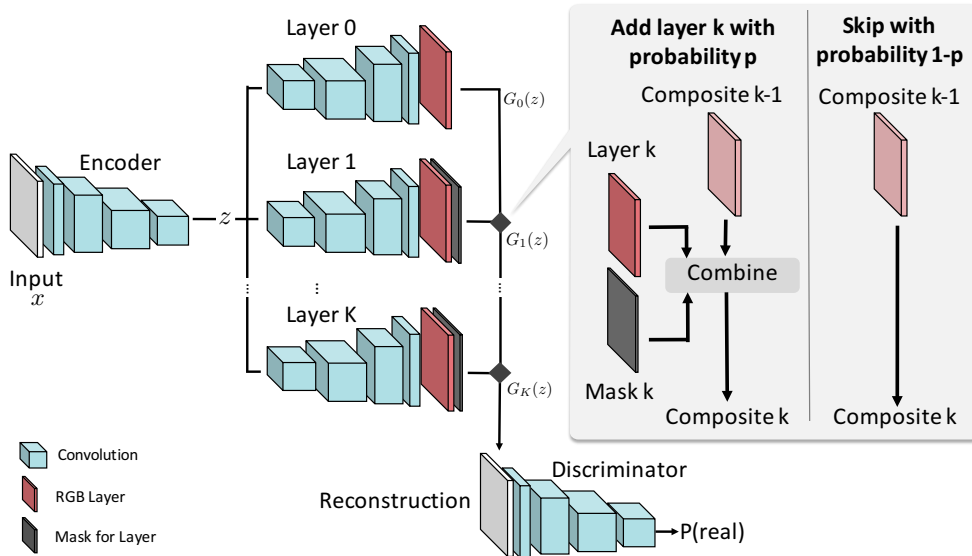 Layer 0
G_0(z)
Encoder
z
Input
x
Layer 1
G_1(z)
...
...
...
Layer K
G_K(z)
Add layer k with
probability p
Composite k-1
Layer k
Combine
Mask k
Composite k
Skip with
probability 1-p
Composite k-1
Composite k
Convolution
RGB Layer
Mask for Layer
Reconstruction
Discriminator
P(real)